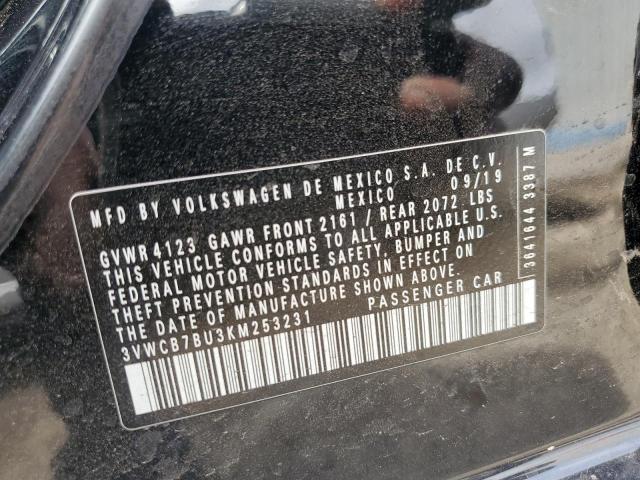 MFD BY VOLKSWAGEN DE MEXICO S.A. DE C.V.
MEXICO 09/19
GVWR 4123 GAWR FRONT 2161 / REAR 2072 LBS
THIS VEHICLE CONFORMS TO ALL APPLICABLE U.S.
FEDERAL MOTOR VEHICLE SAFETY, BUMPER AND
THEFT PREVENTION STANDARDS IN EFFECT ON
THE DATE OF MANUFACTURE SHOWN ABOVE.
3VWCB7BU3KM253231 PASSENGER CAR
3641644 3387 M